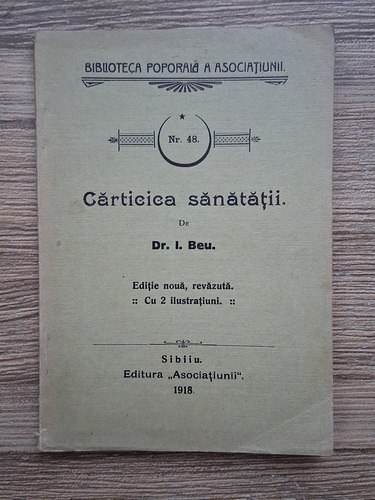 BIBLIOTECA POPORALĂ A ASOCIAȚIUNII.
Nr. 48.
Cărticica sănătății.
De
Dr. I. Beu.
Ediție nouă, revăzută.
:: Cu 2 ilustrațiuni. ::
Sibiiu.
Editura „Asociațiunii".
1918.